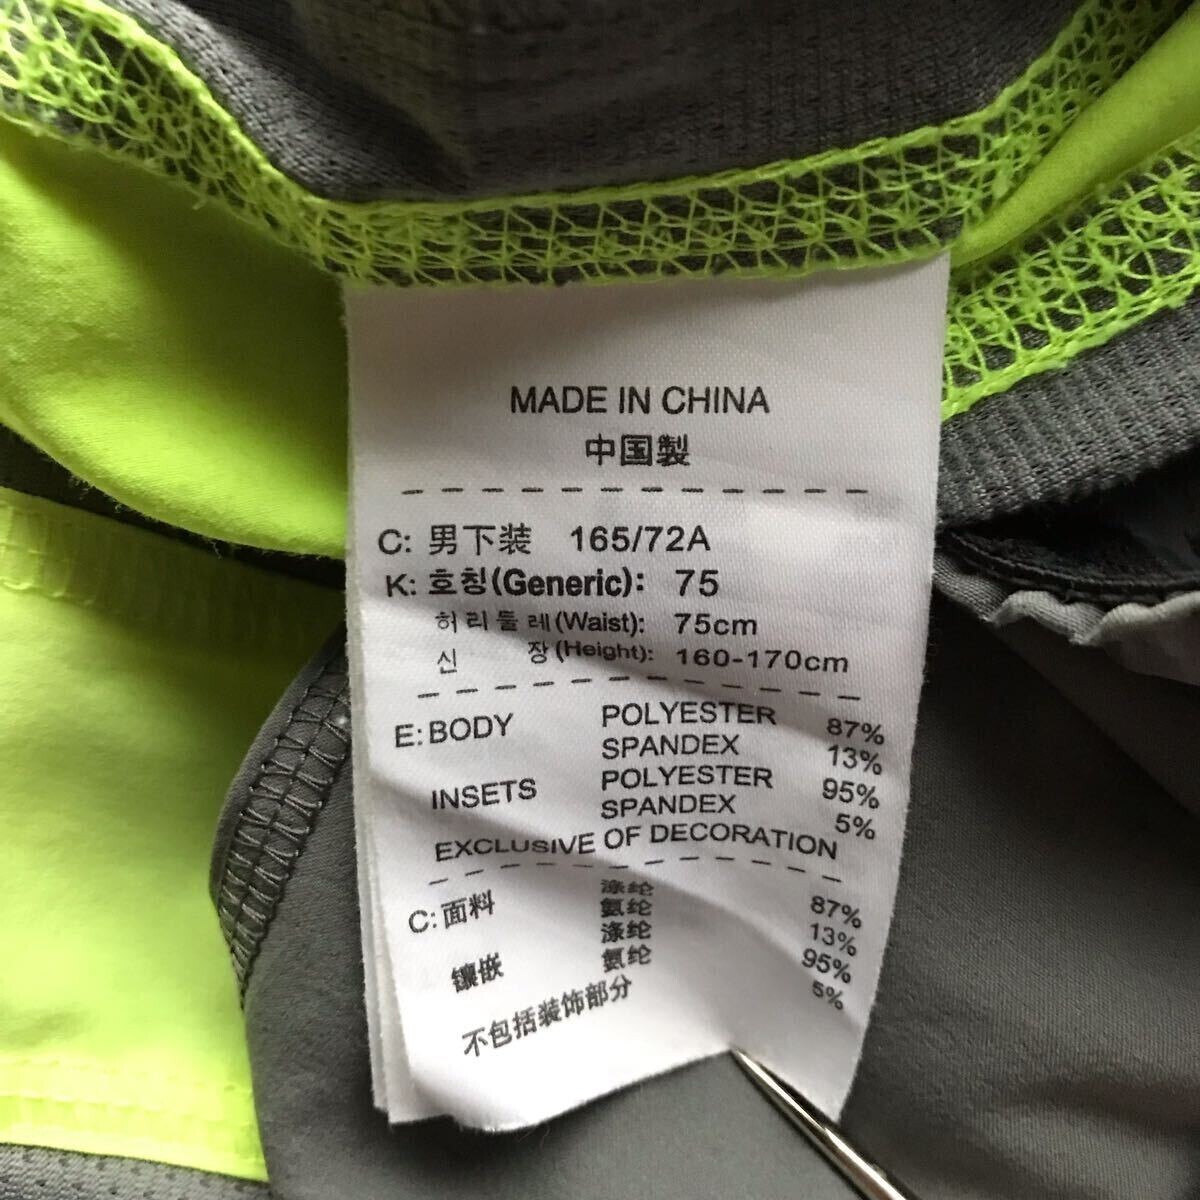 MADE IN CHINA
中国製
C: 男下装 165/72A
K: 호칭(Generic): 75
허리둘레(Waist): 75cm
신 장(Height): 160-170cm
E: BODY POLYESTER 87%
SPANDEX 13%
INSETS POLYESTER 95%
SPANDEX 5%
EXCLUSIVE OF DECORATION
C: 面料 涤纶 87%
氨纶 13%
镶嵌 涤纶 95%
氨纶 5%
不包括装饰部分